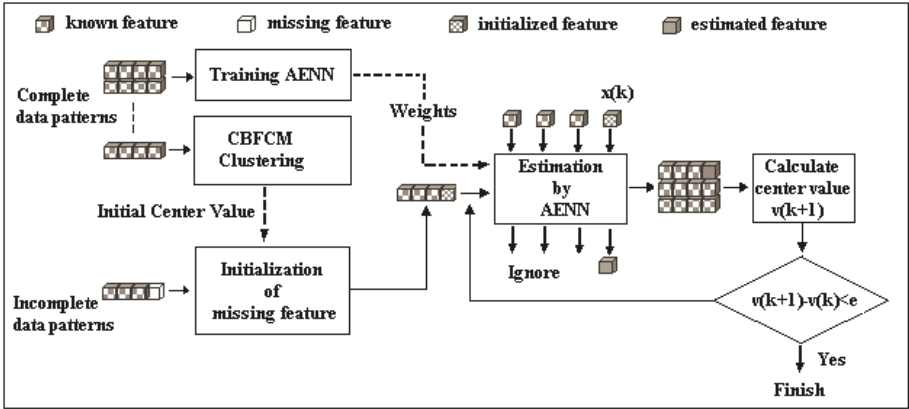 known feature
missing feature
initialized feature
estimated feature
Complete
data patterns
Training AENN
CBFCM
Clustering
Weights
x(k)
Estimation
by
AENN
Calculate
center value
v(k+1)
Initial Center Value
Ignore
Incomplete
data patterns
Initialization
of
missing feature
v(k+1)-v(k)<e
Yes
Finish